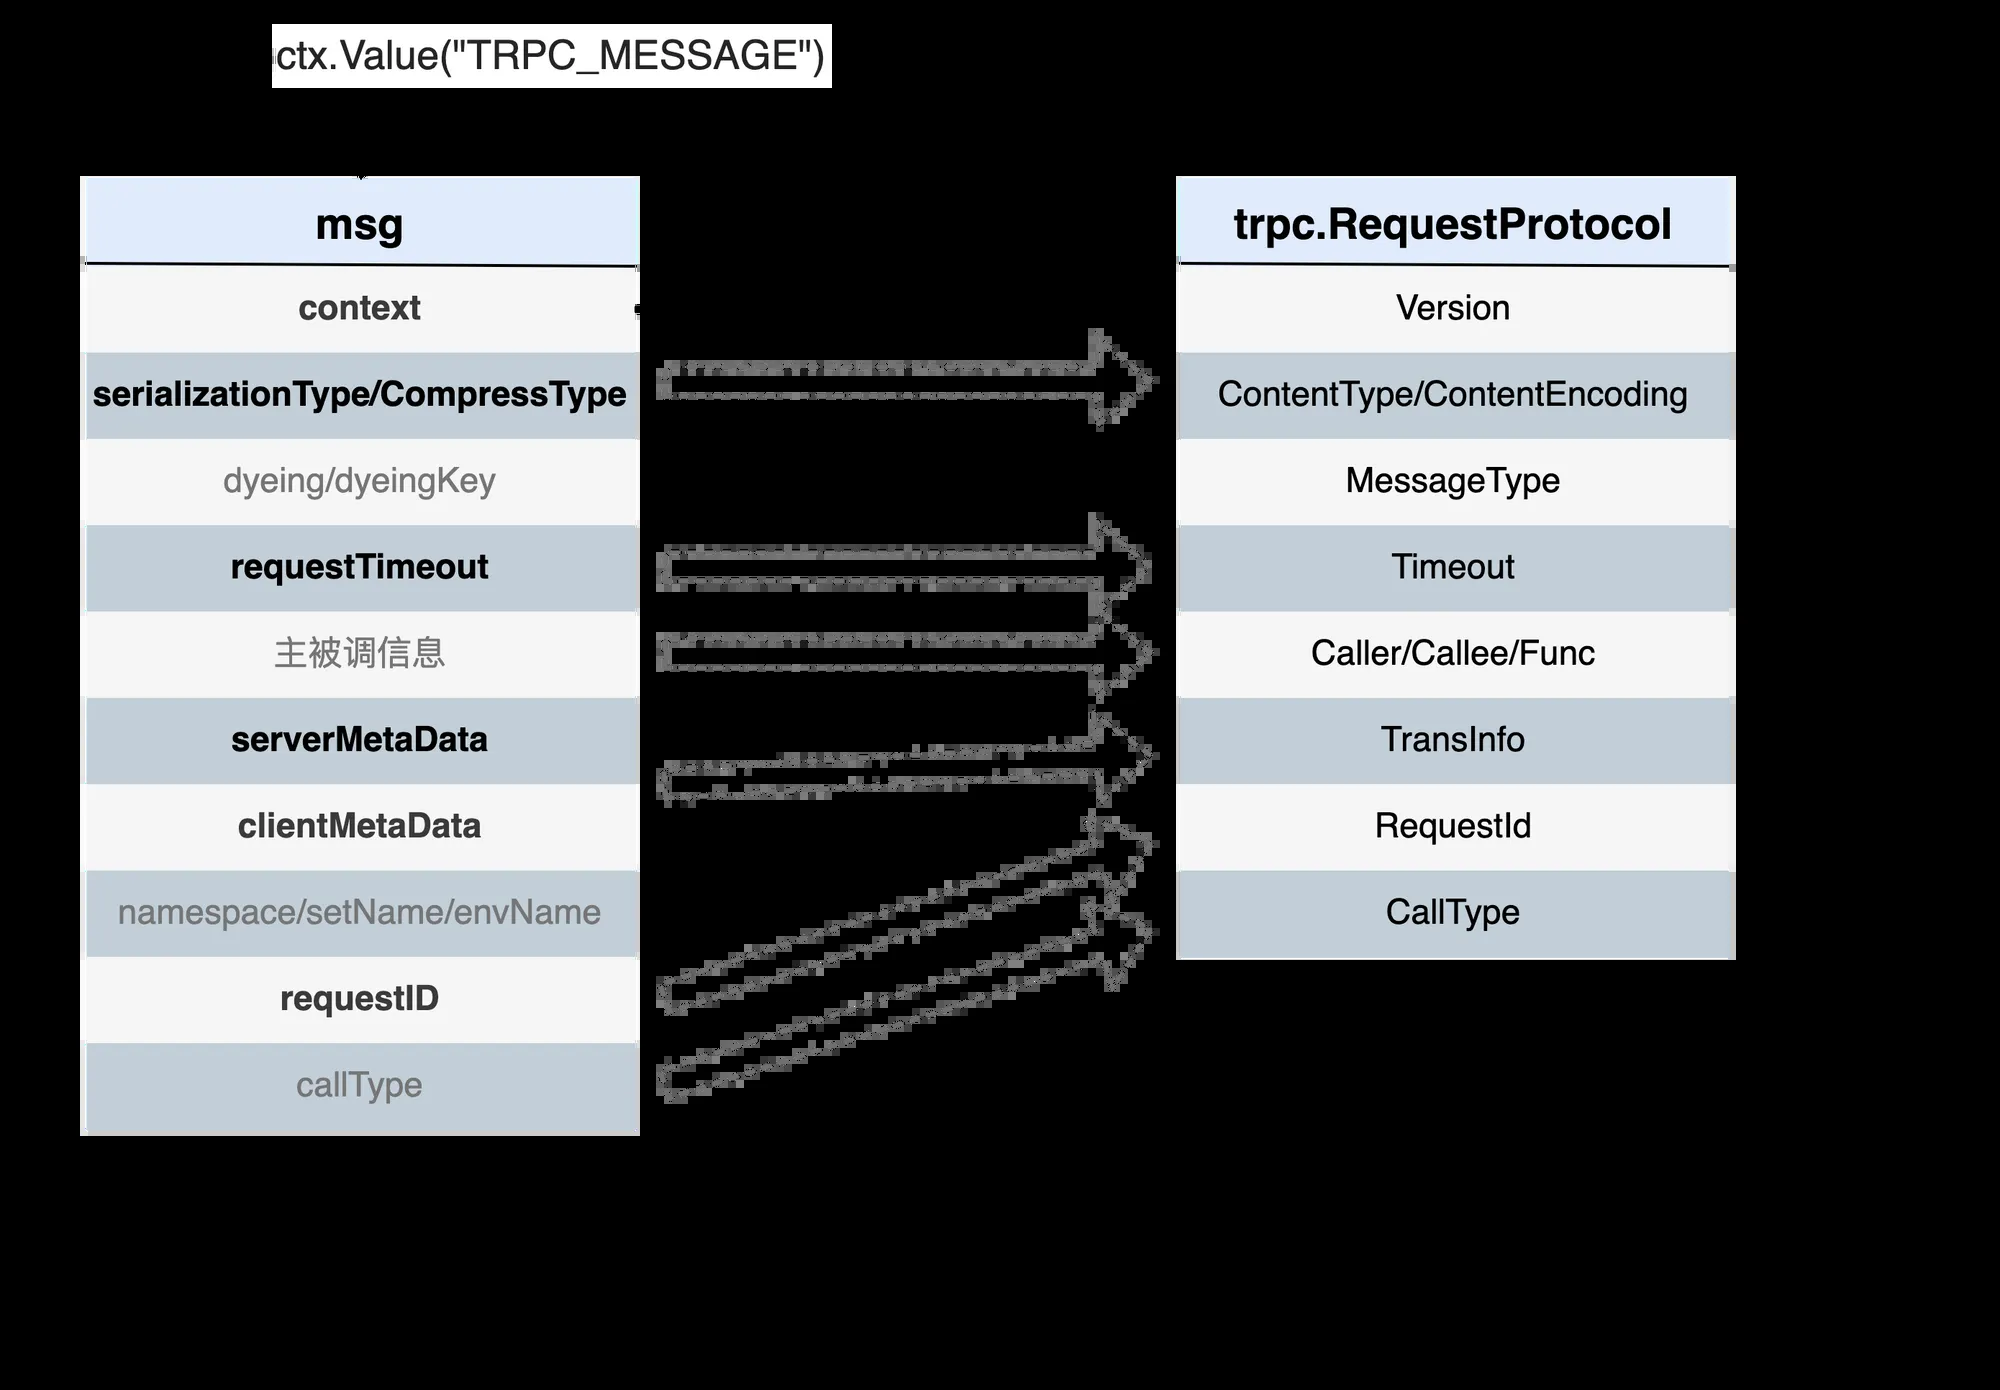 ctx.Value("TRPC_MESSAGE")
msg
context
serializationType/CompressType
dyeing/dyeingKey
requestTimeout
主被调信息
serverMetaData
clientMetaData
namespace/setName/envName
requestID
callType
trpc.RequestProtocol
Version
ContentType/ContentEncoding
MessageType
Timeout
Caller/Callee/Func
TransInfo
RequestId
CallType